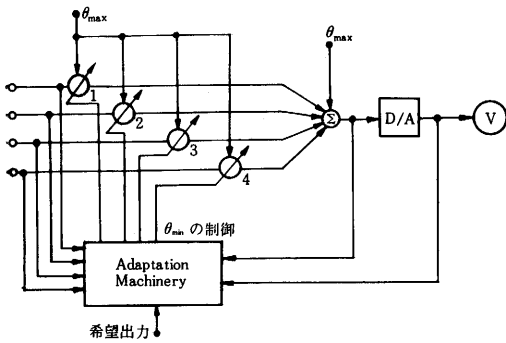 θmax
θmax
1
2
3
4
Σ
D/A
V
θmin の制御
Adaptation
Machinery
希望出力